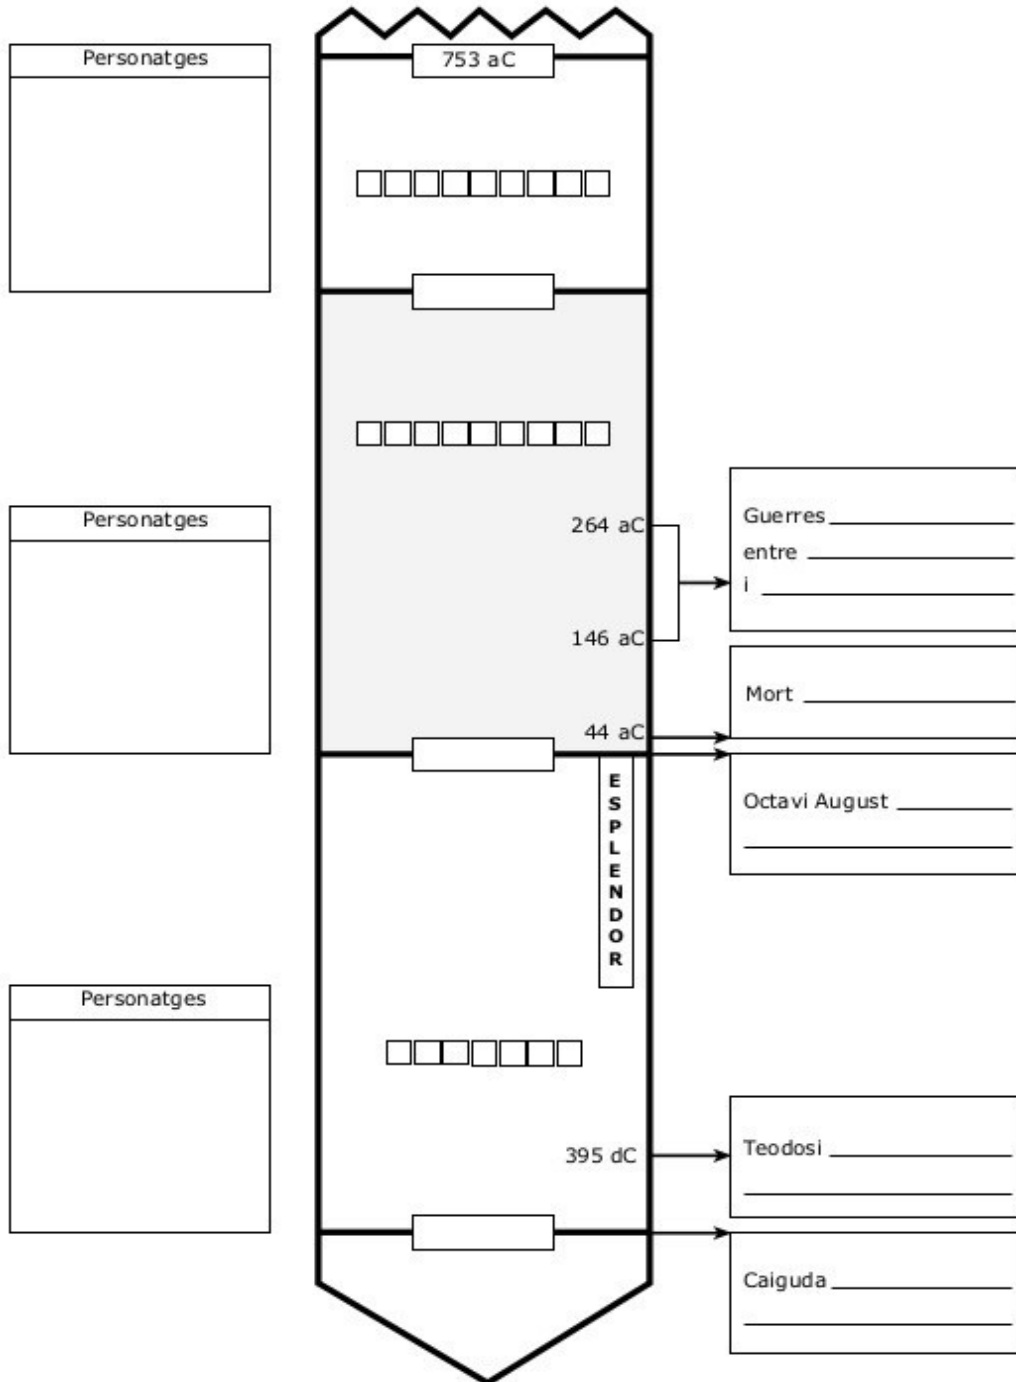 Personatges
753 aC
Personatges
264 aC
146 aC
44 aC
Guerres
entre
i
Mort
Octavi August
ESPLENDOR
Personatges
395 dC
Teodosi
Caiguda